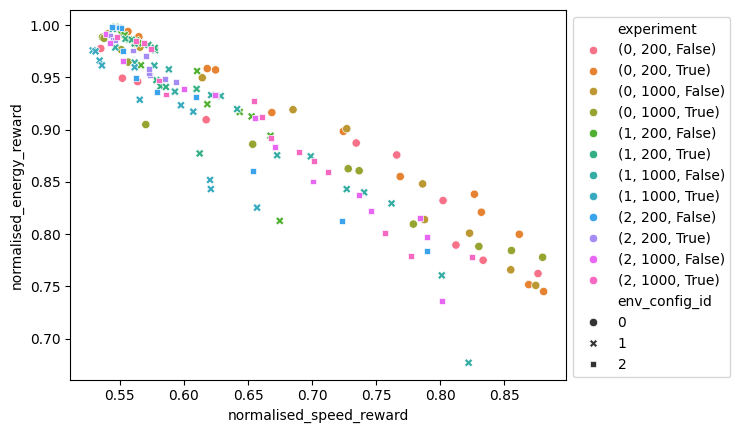 1.00
0.95
0.90
0.85
0.80
0.75
0.70
normalised_energy_reward
0.55
0.60
0.65
0.70
0.75
0.80
0.85
normalised_speed_reward
experiment
(0, 200, False)
(0, 200, True)
(0, 1000, False)
(0, 1000, True)
(1, 200, False)
(1, 200, True)
(1, 1000, False)
(1, 1000, True)
(2, 200, False)
(2, 200, True)
(2, 1000, False)
(2, 1000, True)
env_config_id
0
1
2